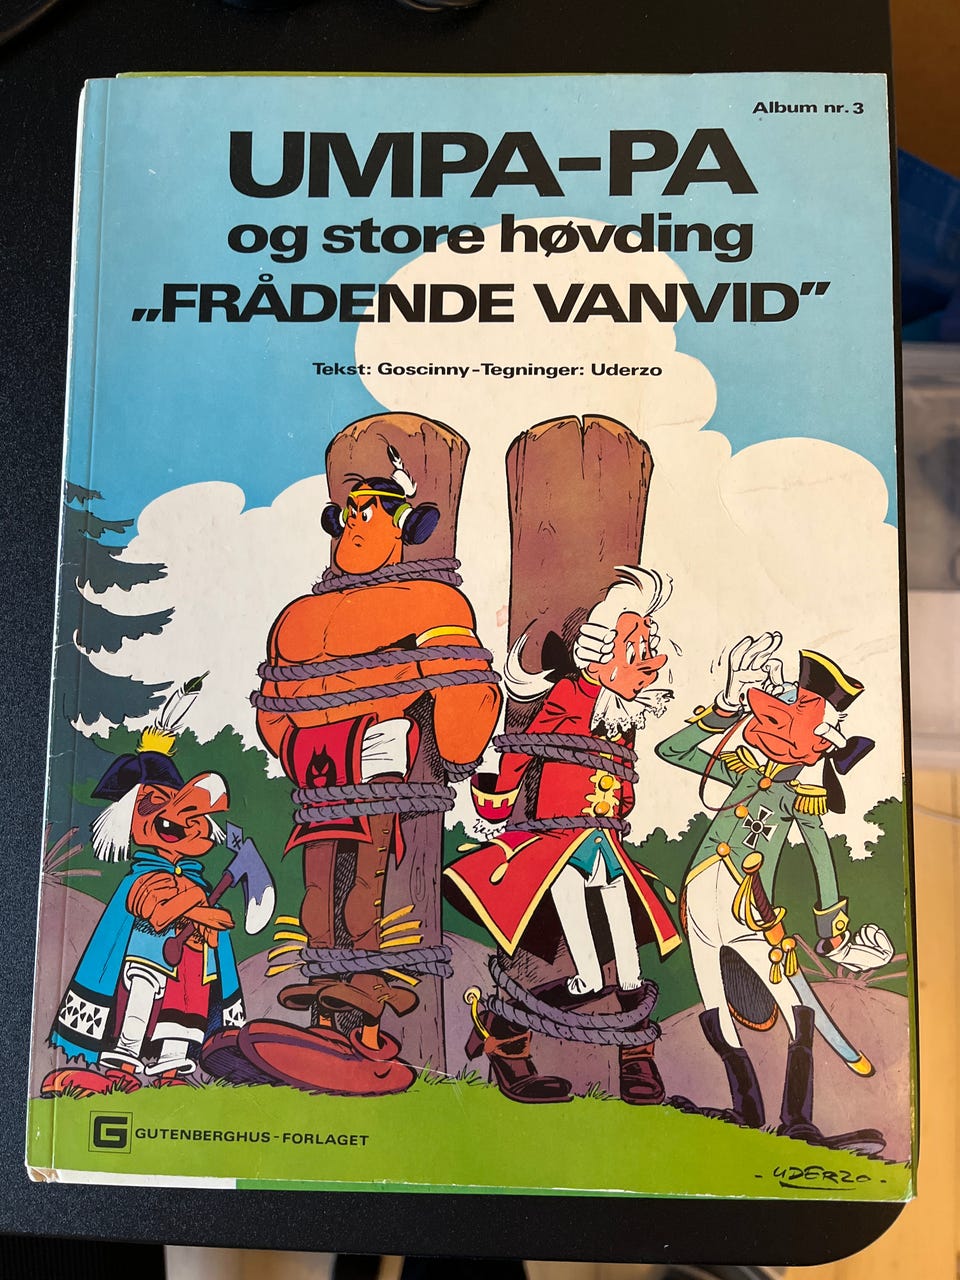 Album nr. 3
UMPA-PA
og store høvding
„FRÅDENDE VANVID”
Tekst: Goscinny-Tegninger: Uderzo
G GUTENBERGHUS-FORLAGET
-UDERZO-